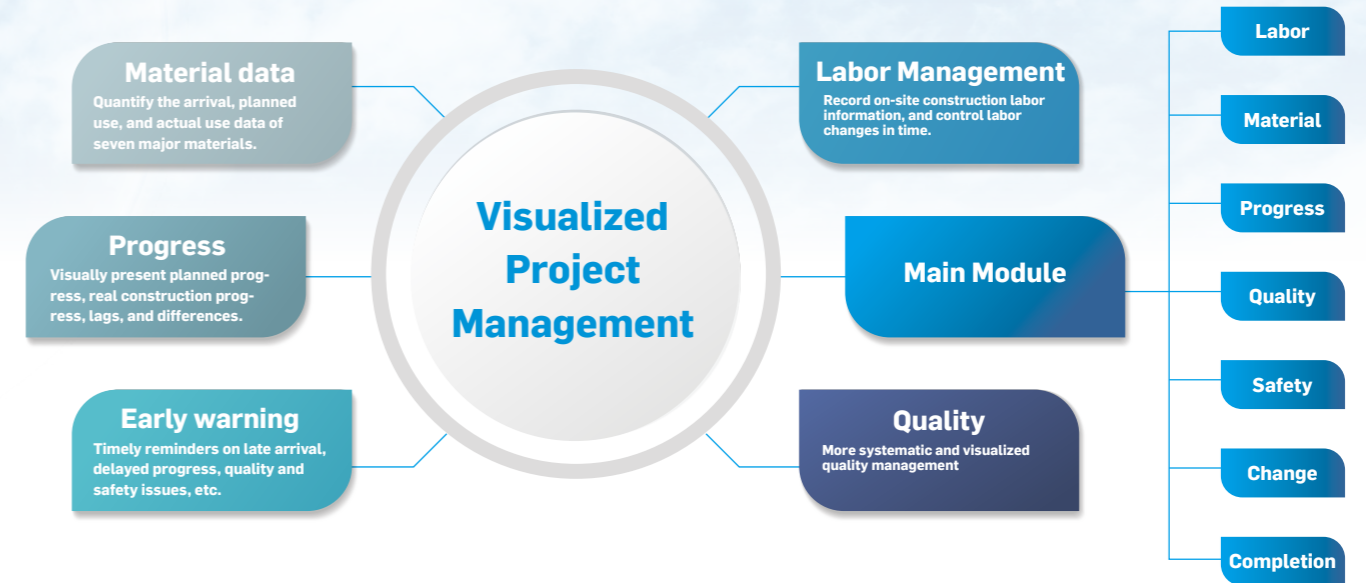 Visualized
Project
Management
Material data
Quantify the arrival, planned
use, and actual use data of
seven major materials.
Progress
Visually present planned prog-
ress, real construction prog-
ress, lags, and differences.
Early warning
Timely reminders on late arrival,
delayed progress, quality and
safety issues, etc.
Labor Management
Record on-site construction labor
information, and control labor
changes in time.
Main Module
Quality
More systematic and visualized
quality management
Labor
Material
Progress
Quality
Safety
Change
Completion